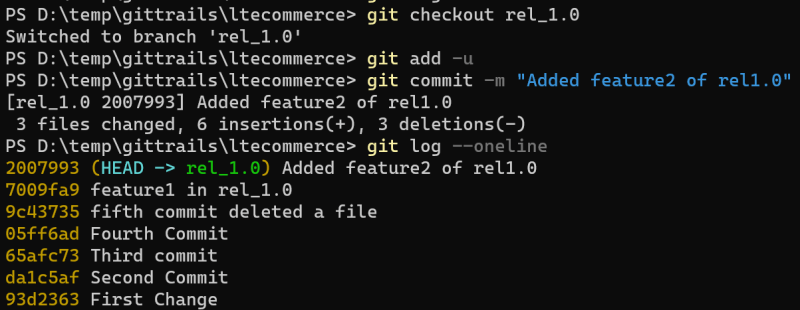 PS D:\temp\gittrails\ltecommerce> git checkout rel_1.0
Switched to branch 'rel_1.0'
PS D:\temp\gittrails\ltecommerce> git add -u
PS D:\temp\gittrails\ltecommerce> git commit -m "Added feature2 of rel1.0"
[rel_1.0 2007993] Added feature2 of rel1.0
 3 files changed, 6 insertions(+), 3 deletions(-)
PS D:\temp\gittrails\ltecommerce> git log --oneline
2007993 (HEAD -> rel_1.0) Added feature2 of rel1.0
7009fa9 feature1 in rel_1.0
9c43735 fifth commit deleted a file
05ff6ad Fourth Commit
65afc73 Third commit
da1c5af Second Commit
93d2363 First Change